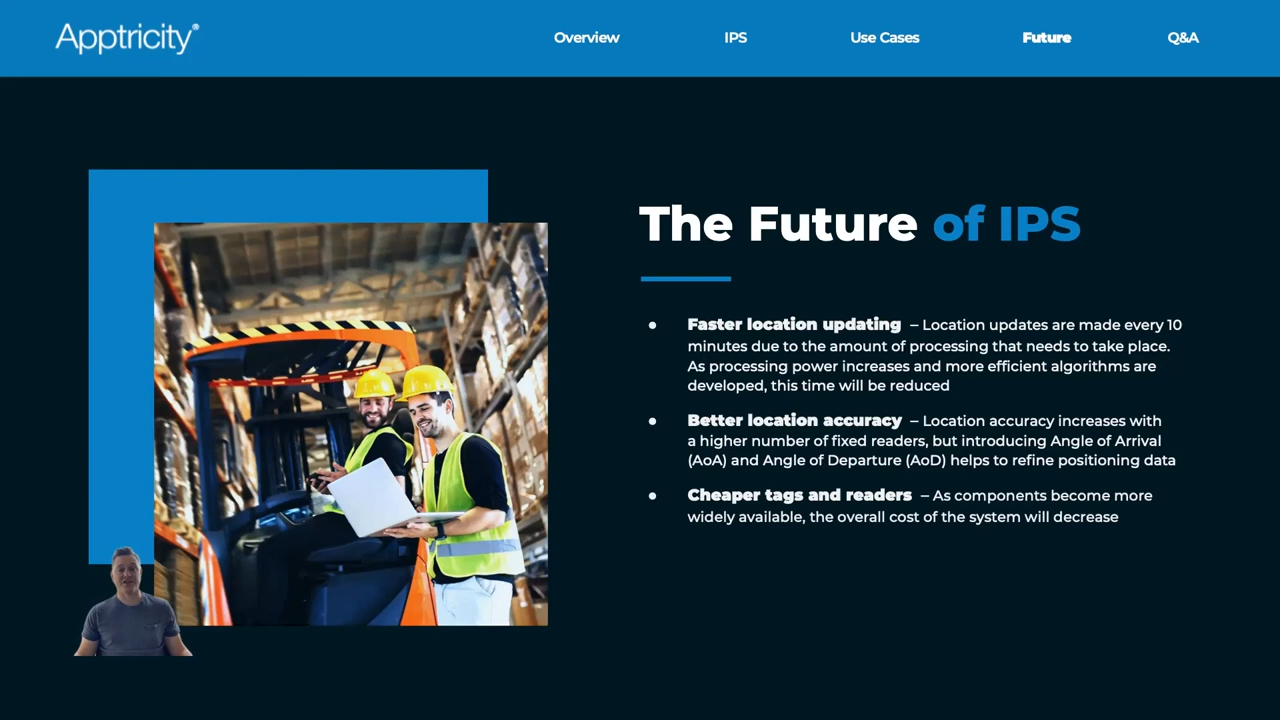 Apptricity®
Overview
IPS
Use Cases
Future
Q&A
The Future of IPS
● Faster location updating – Location updates are made every 10
minutes due to the amount of processing that needs to take place.
As processing power increases and more efficient algorithms are
developed, this time will be reduced
● Better location accuracy – Location accuracy increases with
a higher number of fixed readers, but introducing Angle of Arrival
(AoA) and Angle of Departure (AoD) helps to refine positioning data
● Cheaper tags and readers – As components become more
widely available, the overall cost of the system will decrease